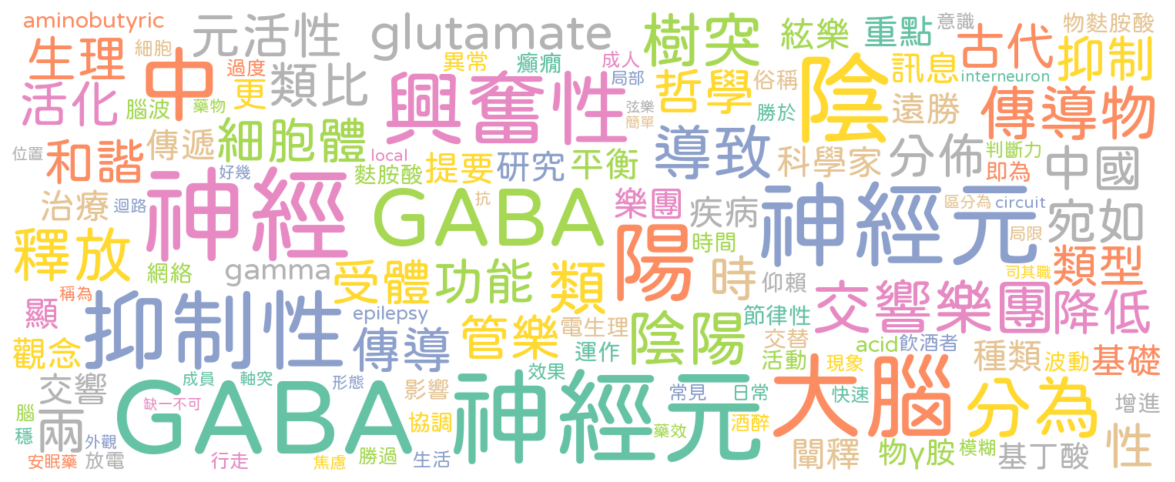 aminobutyric
元活性
glutamate
樹突
絃樂
重點
意識
古代
物麩胺酸
抑制
生理
細胞
中
過度
類比
異常
癲癇
成人
局部
哲學
俗稱
陰
訊息
interneuron
活化
腦波
藥物
更
興奮性
弦樂
簡單
勝於
遠勝
傳導物
位置
和諧
傳遞
細胞體
local
麩胺酸
提要
研究
平衡
導致
科學家
分佈
判斷力
即為
中國
好幾
治療
迴路
神經
GABA
抗
樂團
疾病
神經元
區分為
circuit
宛如
局限
釋放
網絡
gamma
受體
功能
類
陽
時間
時
仰賴
司其職
類型
稱為
顯
抑制性
epilepsy
傳導
管樂
電生理
運作
陰陽
節律性
交響樂團
降低
觀念
交替
活動
acid
飲酒者
種類
波動
基礎
交響
兩
成員
軸突
形態
影響
效果
常見
日常
現象
快速
大腦
分為
增進
腦
穩
缺一不可
GABA神經元
協調
藥效
酒醉
性
外觀
安眠藥
放電
行走
焦慮
勝過
生活
闡釋
物γ胺
模糊
基丁酸